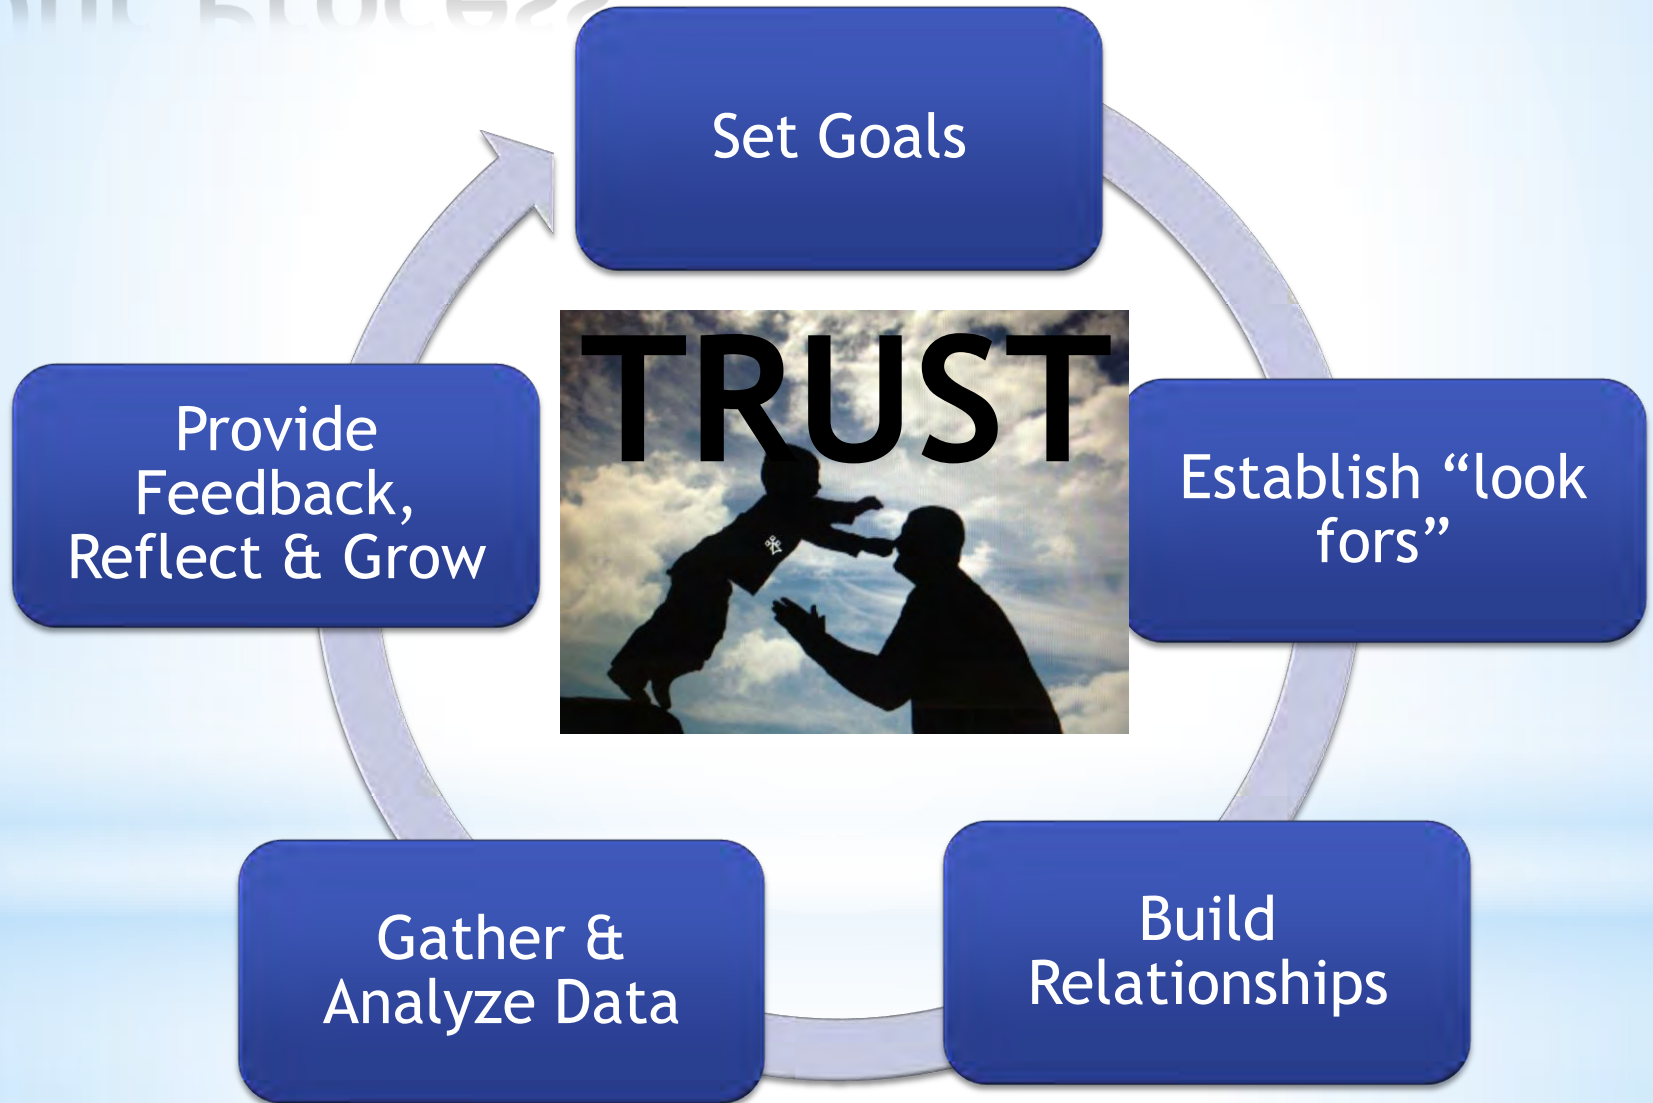 Set Goals
TRUST
Establish “look
fors”
Build
Relationships
Gather &
Analyze Data
Provide
Feedback,
Reflect & Grow